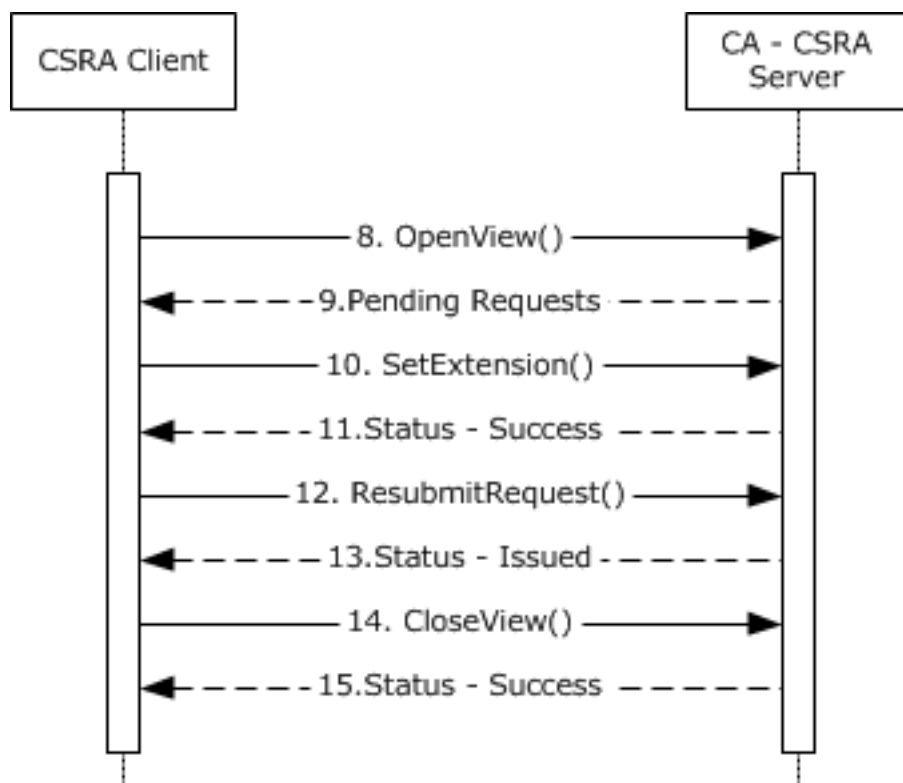 CSRA Client
CA - CSRA
Server
8. OpenView()
9.Pending Requests
10. SetExtension()
11.Status - Success
12. ResubmitRequest()
13.Status - Issued
14. CloseView()
15.Status - Success